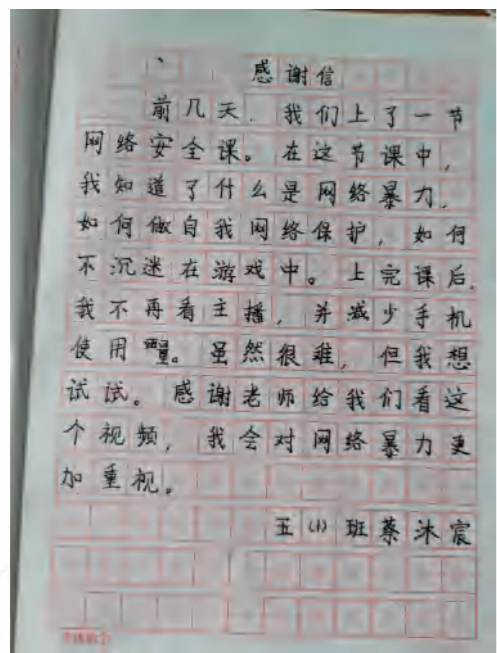 感谢信
前几天，我们上了一节
网络安全课。在这节课中，
我知道了什么是网络暴力，
如何做自我网络保护，如何
不沉迷在游戏中。上完课后，
我不再看主播，并减少手机
使用量。虽然很难，但我想
试试。感谢老师给我们看这
个视频，我会对网络暴力更
加重视。
五(1)班蔡沐宸